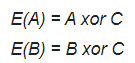 E(A) = A xor C
E(B) = B xor C